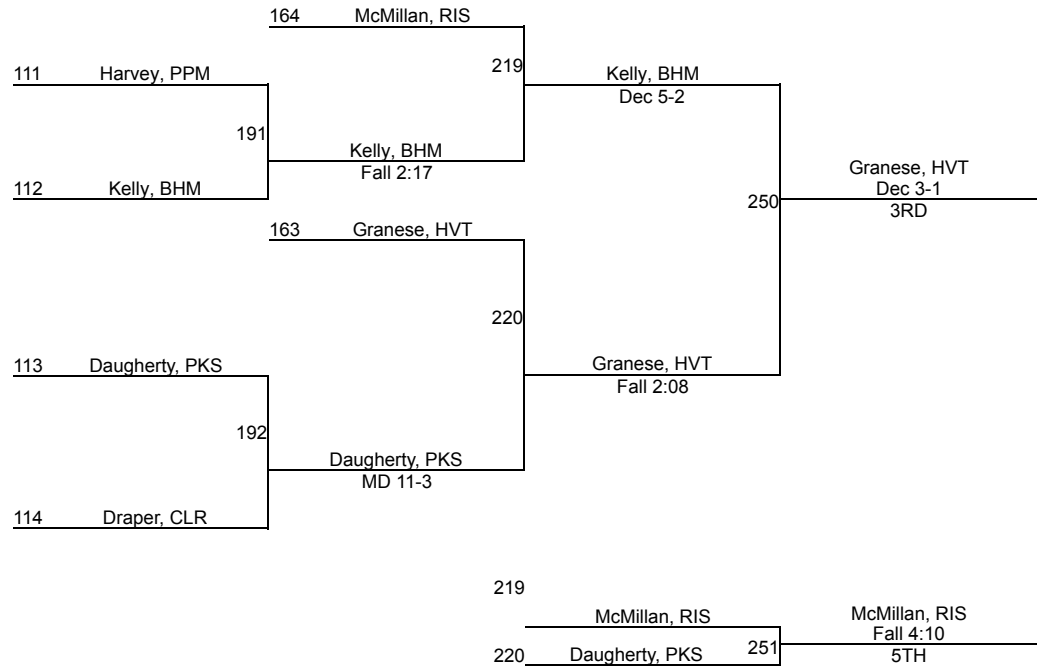 164 McMillan, RIS
219 Kelly, BHM
111 Harvey, PPM
Dec 5-2
191
Kelly, BHM
Fall 2:17
Granese, HVT
112 Kelly, BHM
Dec 3-1
250
3RD
163 Granese, HVT
220
113 Daugherty, PKS
Granese, HVT
Fall 2:08
192
Daugherty, PKS
MD 11-3
114 Draper, CLR
219
McMillan, RIS
McMillan, RIS
Fall 4:10
220 Daugherty, PKS
251
5TH